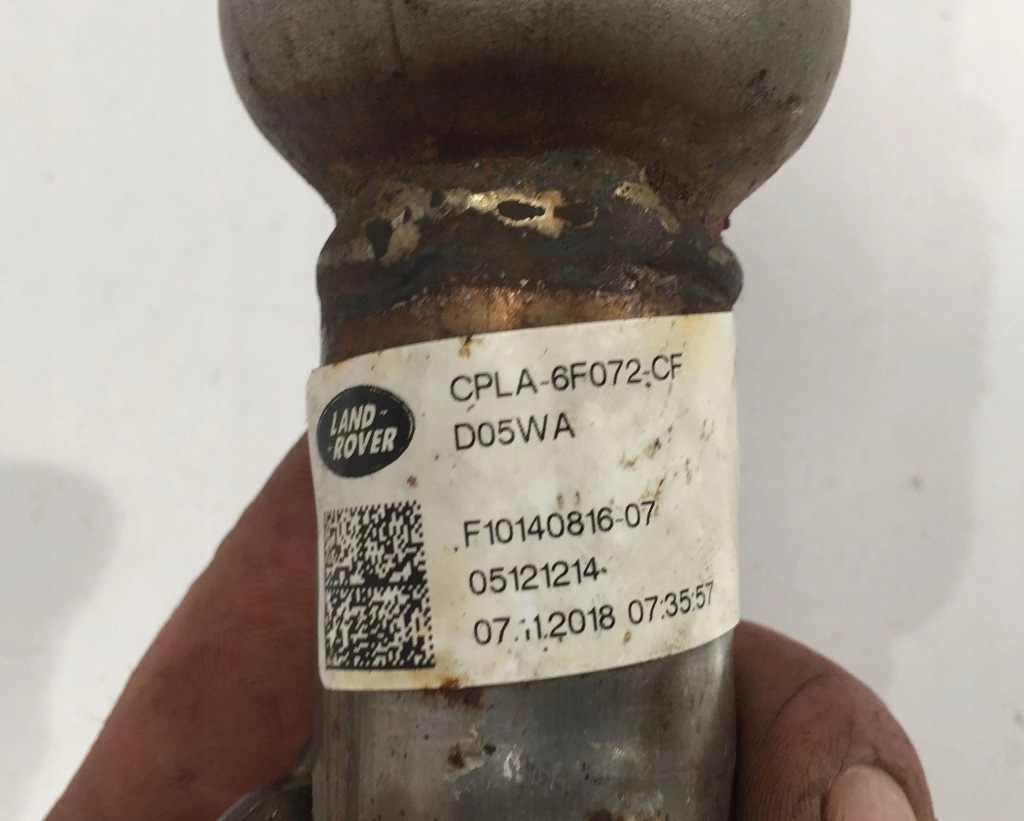 LAND-
-ROVER
CPLA-6F072-CF
D05WA
F10140816-07
05121214
07.11.2018 07:35:57